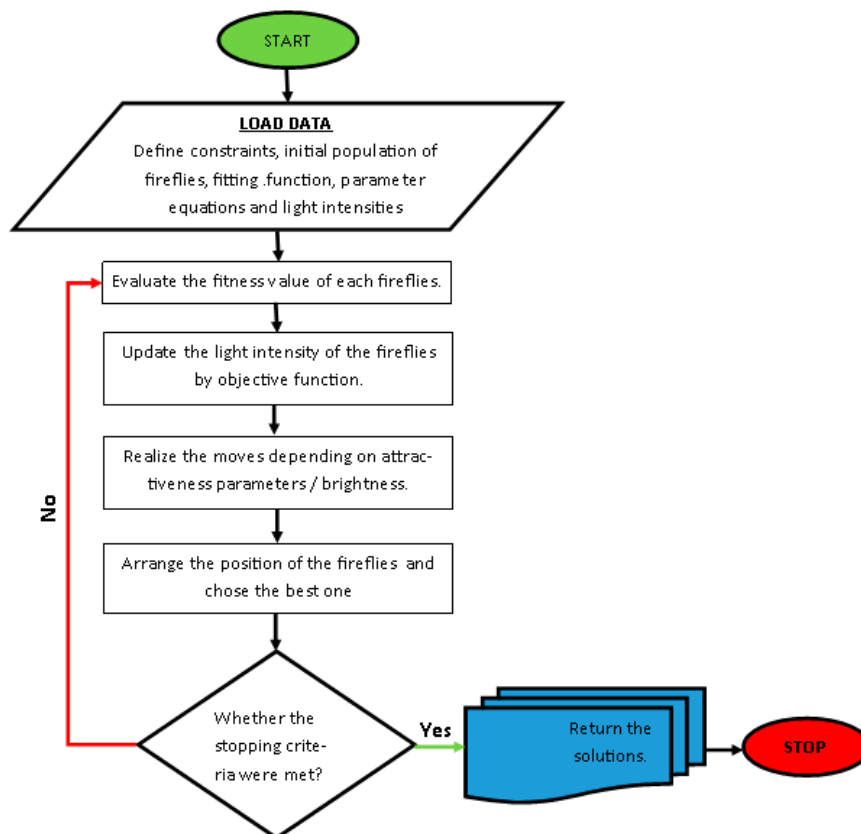 START
LOAD DATA
Define constraints, initial population of
fireflies, fitting .function, parameter
equations and light intensities
Evaluate the fitness value of each fireflies.
Update the light intensity of the fireflies
by objective function.
Realize the moves depending on attrac-
tiveness parameters / brightness.
Arrange the position of the fireflies and
chose the best one
No
Whether the
stopping crite-
ria were met?
Yes
Return the
solutions.
STOP